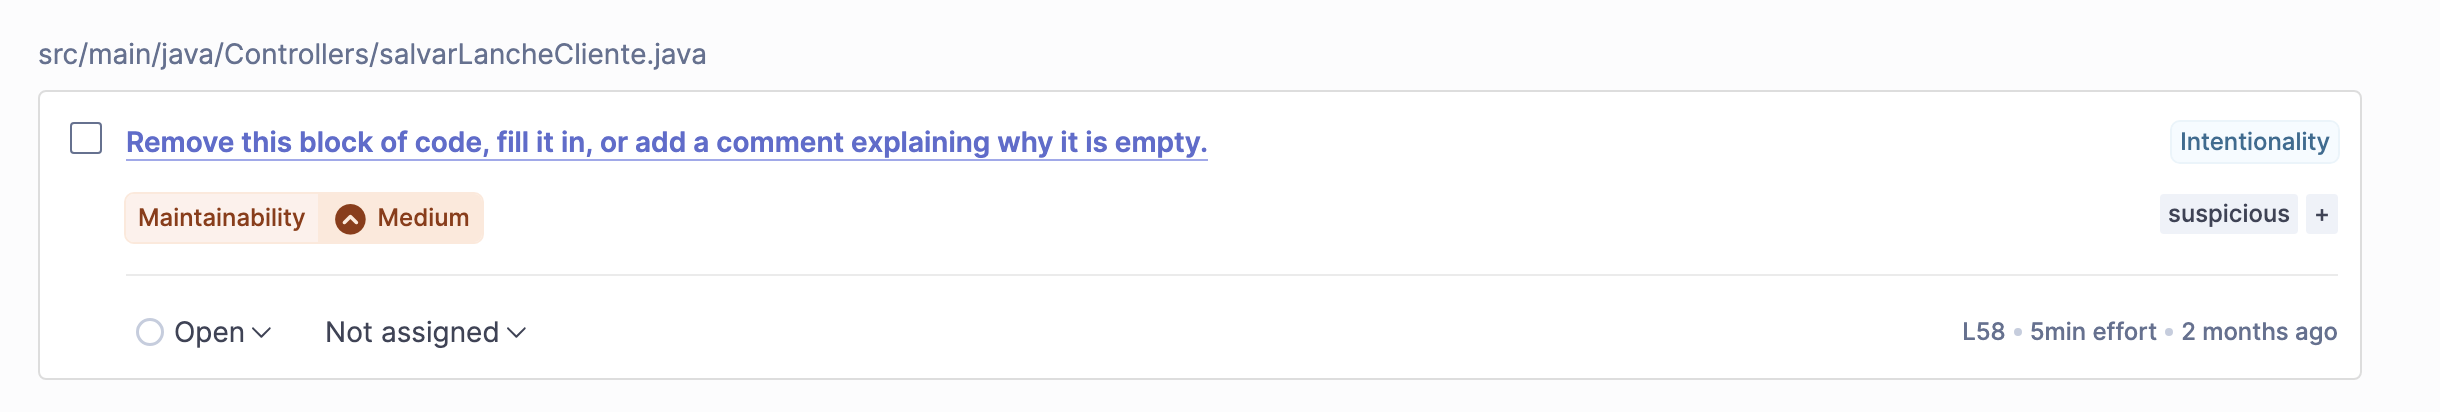 src/main/java/Controllers/salvarLancheCliente.java
Remove this block of code, fill it in, or add a comment explaining why it is empty.
Intentionality
Maintainability Medium
suspicious +
Open Not assigned
L58 • 5min effort • 2 months ago